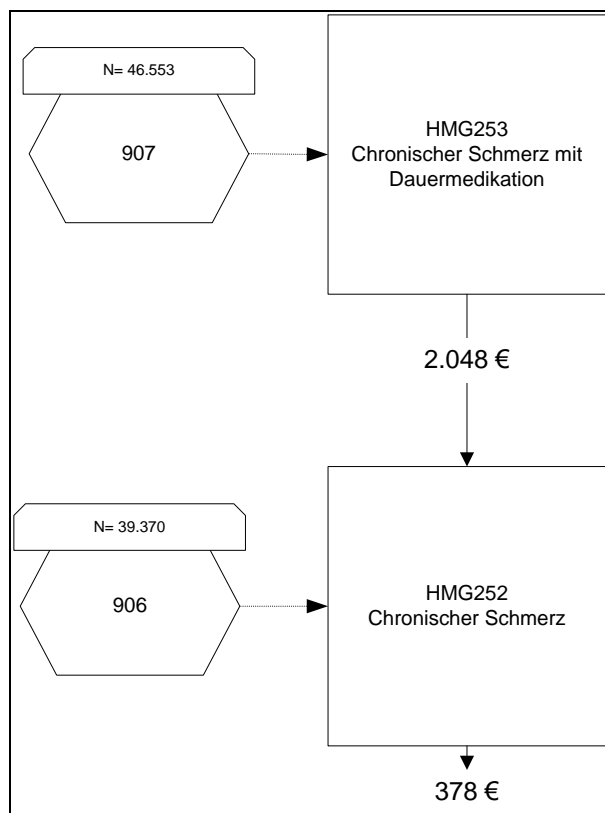 N= 46.553
907
HMG253
Chronischer Schmerz mit
Dauermedikation
2.048 €
N= 39.370
906
HMG252
Chronischer Schmerz
378 €